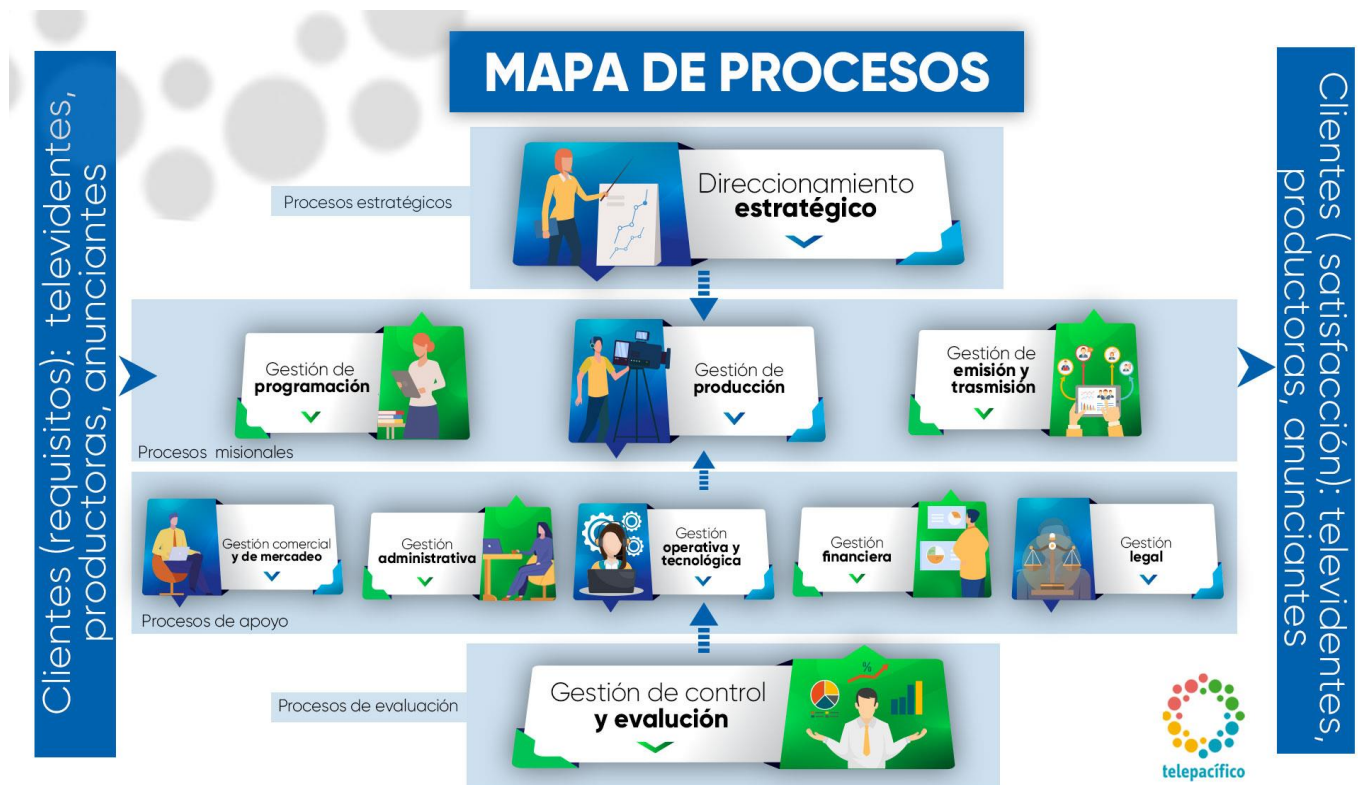 MAPA DE PROCESOS
Clientes (requisitos): televidentes,
productoras, anunciantes
Procesos estratégicos
Direccionamiento
estratégico
Gestión de
programación
Gestión de
producción
Gestión de
emisión y
trasmisión
Procesos misionales
Gestión comercial
y de mercadeo
Gestión
administrativa
Gestión
operativa y
tecnológica
Gestión
financiera
Gestión
legal
Procesos de apoyo
Procesos de evaluación
Gestión de control
y evalución
%
Clientes ( satisfacción): televidentes,
productoras, anunciantes
telepacífico